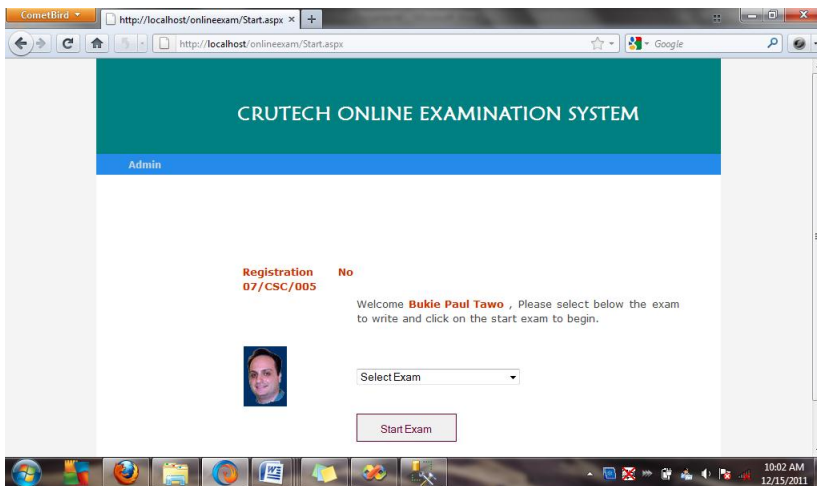 CometBird
http://localhost/onlineexam/Start.aspx
http://localhost/onlineexam/Start.aspx
Google
CRUTECH ONLINE EXAMINATION SYSTEM
Admin
Registration No
07/CSC/005
Welcome Bukie Paul Tawo , Please select below the exam
to write and click on the start exam to begin.
Select Exam
Start Exam
10:02 AM
12/15/2011